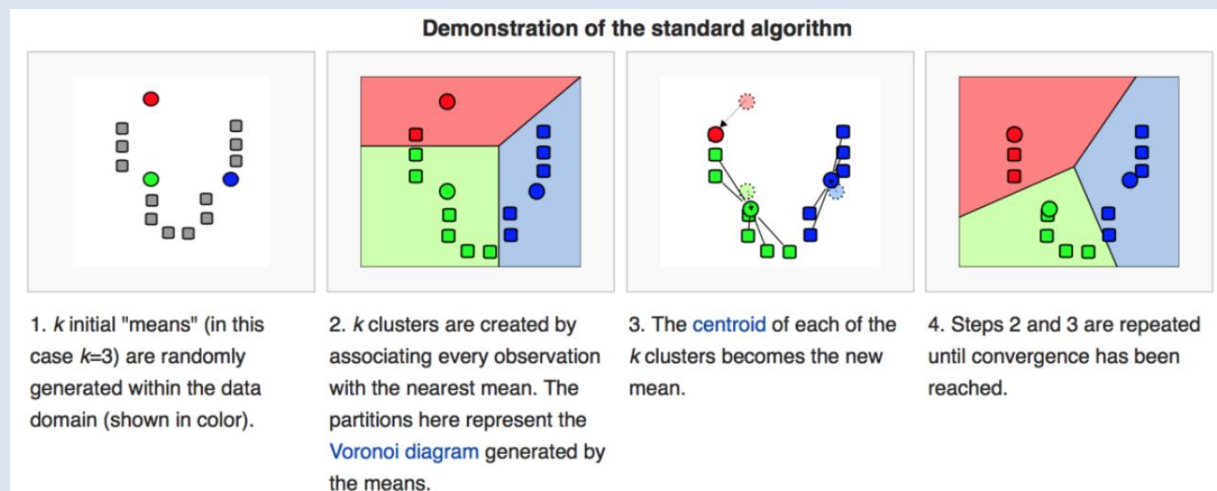 Demonstration of the standard algorithm
1. k initial "means" (in this
case k=3) are randomly
generated within the data
domain (shown in color).
2. k clusters are created by
associating every observation
with the nearest mean. The
partitions here represent the
Voronoi diagram generated by
the means.
3. The centroid of each of the
k clusters becomes the new
mean.
4. Steps 2 and 3 are repeated
until convergence has been
reached.